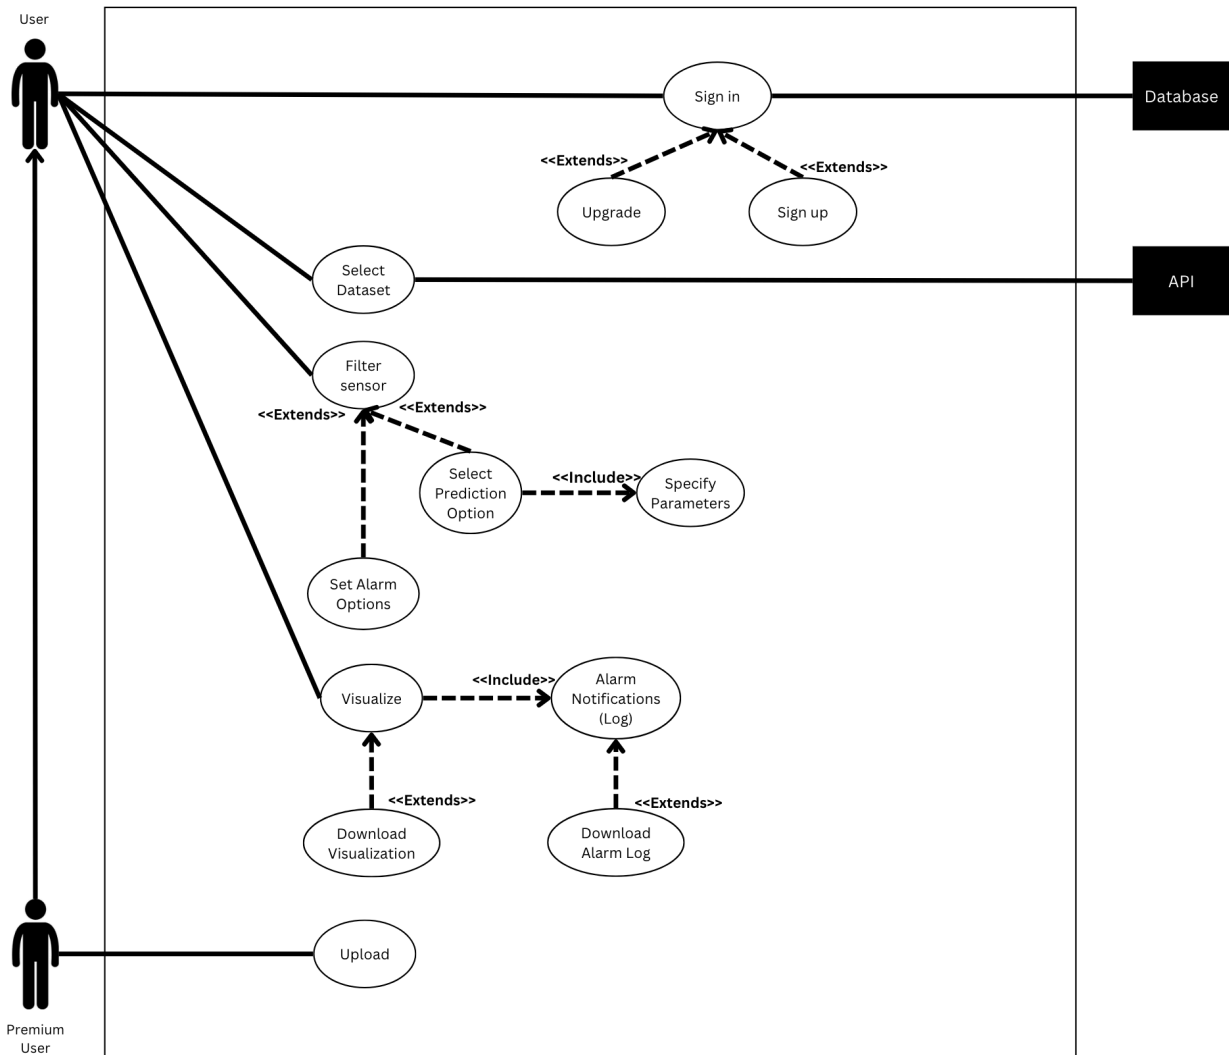 User
Sign in
Database
<<Extends>>
<<Extends>>
Upgrade
Sign up
Select
Dataset
API
Filter
sensor
<<Extends>>
<<Extends>>
Select
Prediction
Option
<<Include>>
Specify
Parameters
Set Alarm
Options
Visualize
<<Include>>
Alarm
Notifications
(Log)
<<Extends>>
<<Extends>>
Download
Visualization
Download
Alarm Log
Upload
Premium
User